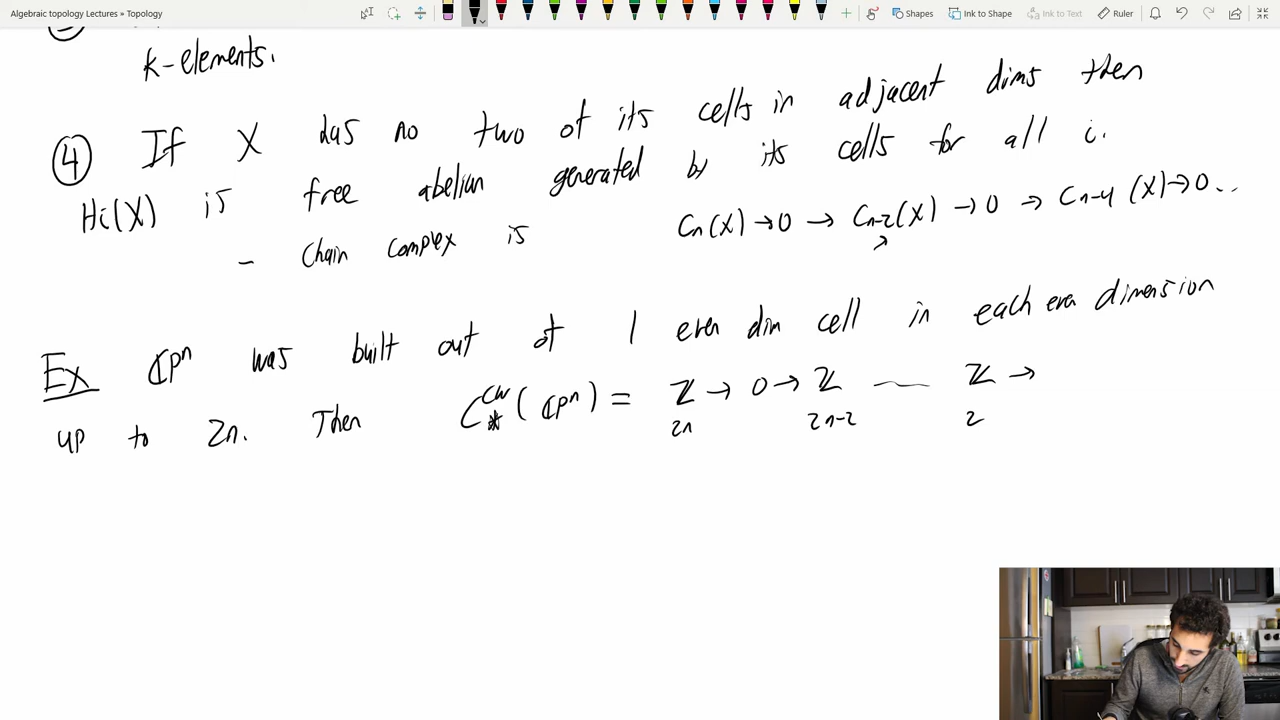 Algebraic topology Lectures » Topology
Shapes Ink to Shape Ink to Text Ruler
k-elements.
④ If X has no two of its cells in adjacent dims then
Hi(X) is free abelian generated by its cells for all i.
- Chain complex is Cn(X) → 0 → Cn-2(X) → 0 → Cn-4(X) → 0 ...
Ex ℂPⁿ was built out of 1 even dim cell in each even dimension
up to 2n. Then C*^CW(ℂPⁿ) = ℤ → 0 → ℤ — ℤ →
2n 2n-2 2